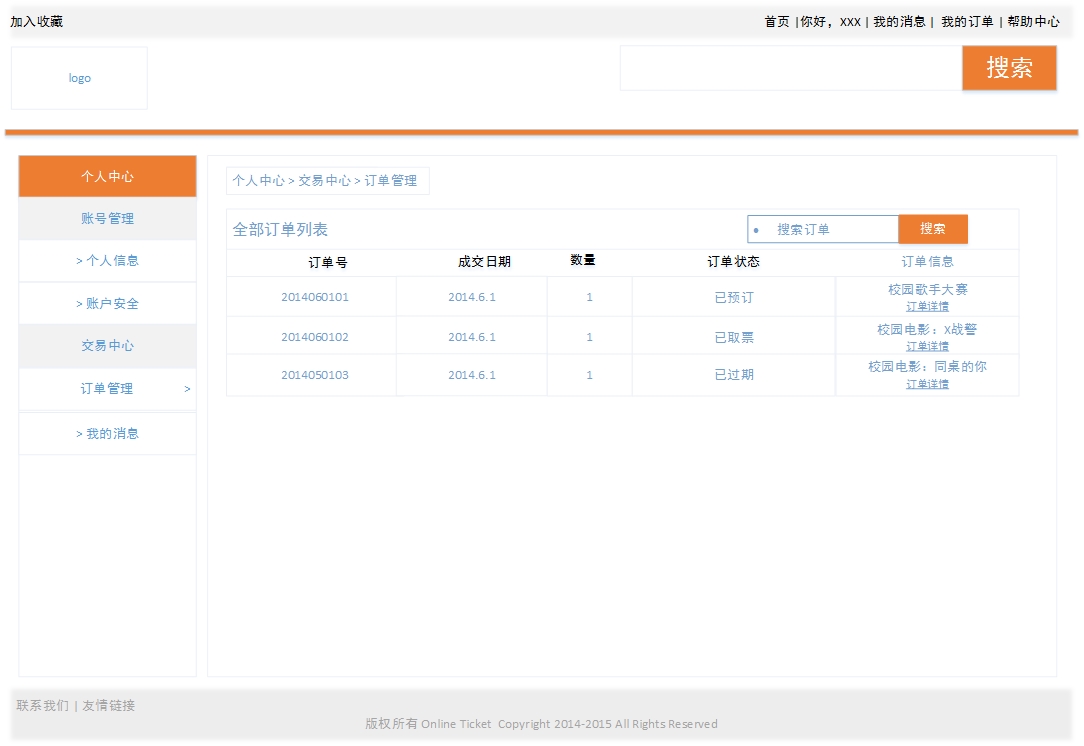 加入收藏 首页 |你好，XXX | 我的消息 | 我的订单 | 帮助中心
logo
搜索
个人中心
账号管理
> 个人信息
> 账户安全
交易中心
订单管理 >
> 我的消息
个人中心 > 交易中心 > 订单管理
全部订单列表 • 搜索订单 搜索
订单号 成交日期 数量 订单状态 订单信息
2014060101 2014.6.1 1 已预订 校园歌手大赛
订单详情
2014060102 2014.6.1 1 已取票 校园电影：X战警
订单详情
2014050103 2014.6.1 1 已过期 校园电影：同桌的你
订单详情
联系我们 | 友情链接
版权所有 Online Ticket Copyright 2014-2015 All Rights Reserved